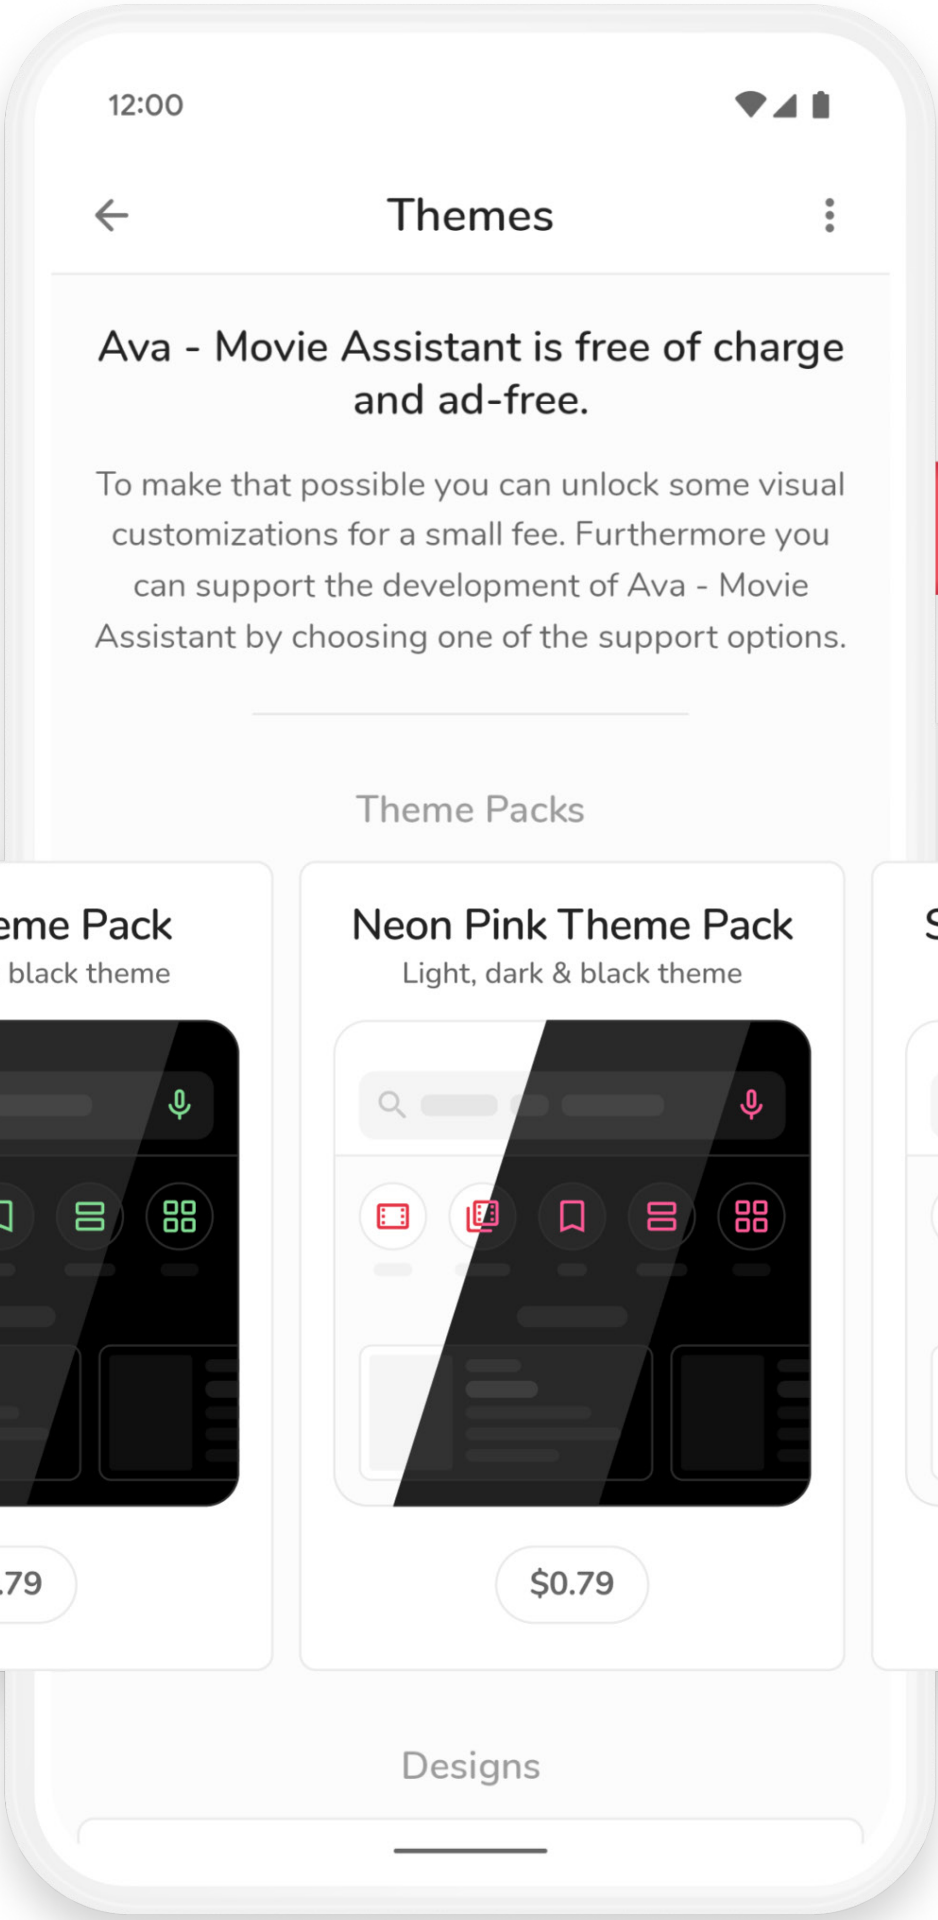 12:00
Themes
Ava - Movie Assistant is free of charge
and ad-free.
To make that possible you can unlock some visual
customizations for a small fee. Furthermore you
can support the development of Ava - Movie
Assistant by choosing one of the support options.
Theme Packs
Pack
black theme
Neon Pink Theme Pack
Light, dark & black theme
.79
$0.79
Designs